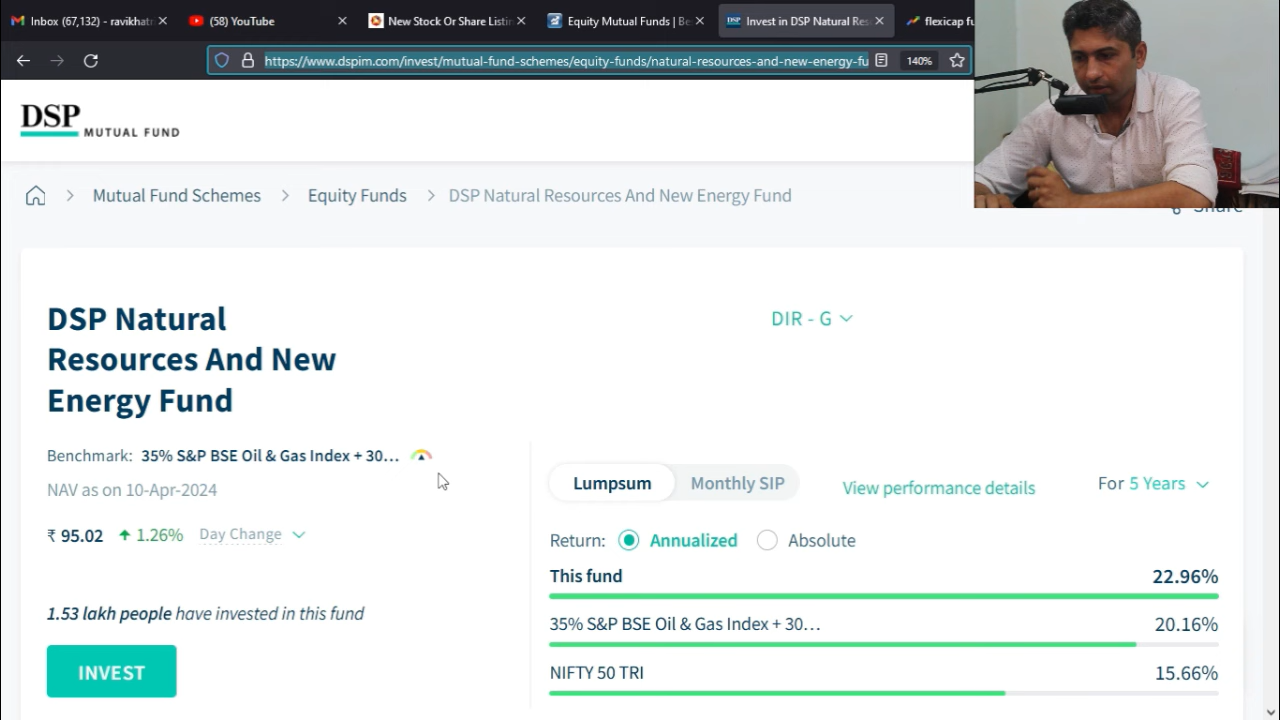 Inbox (67,132) - ravikhatr
(58) YouTube
New Stock Or Share Listin
Equity Mutual Funds | Be
Invest in DSP Natural Res
flexicap fu
https://www.dspim.com/invest/mutual-fund-schemes/equity-funds/natural-resources-and-new-energy-fu
140%
DSP MUTUAL FUND
Mutual Fund Schemes
Equity Funds
DSP Natural Resources And New Energy Fund
Share
DSP Natural
Resources And New
Energy Fund
DIR - G
Benchmark: 35% S&P BSE Oil & Gas Index + 30...
NAV as on 10-Apr-2024
₹ 95.02 1.26% Day Change
1.53 lakh people have invested in this fund
INVEST
Lumpsum Monthly SIP View performance details For 5 Years
Return: Annualized Absolute
This fund 22.96%
35% S&P BSE Oil & Gas Index + 30... 20.16%
NIFTY 50 TRI 15.66%